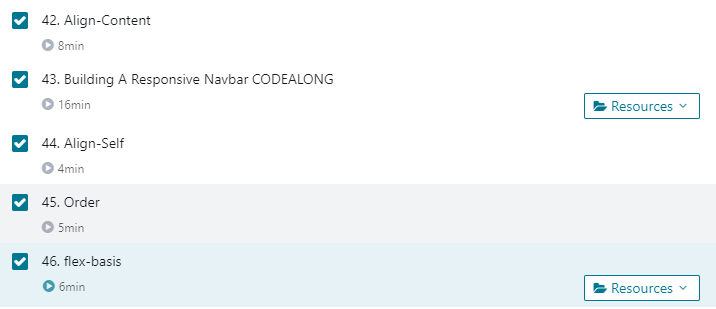 42. Align-Content
8min
43. Building A Responsive Navbar CODEALONG
16min
Resources
44. Align-Self
4min
45. Order
5min
46. flex-basis
6min
Resources